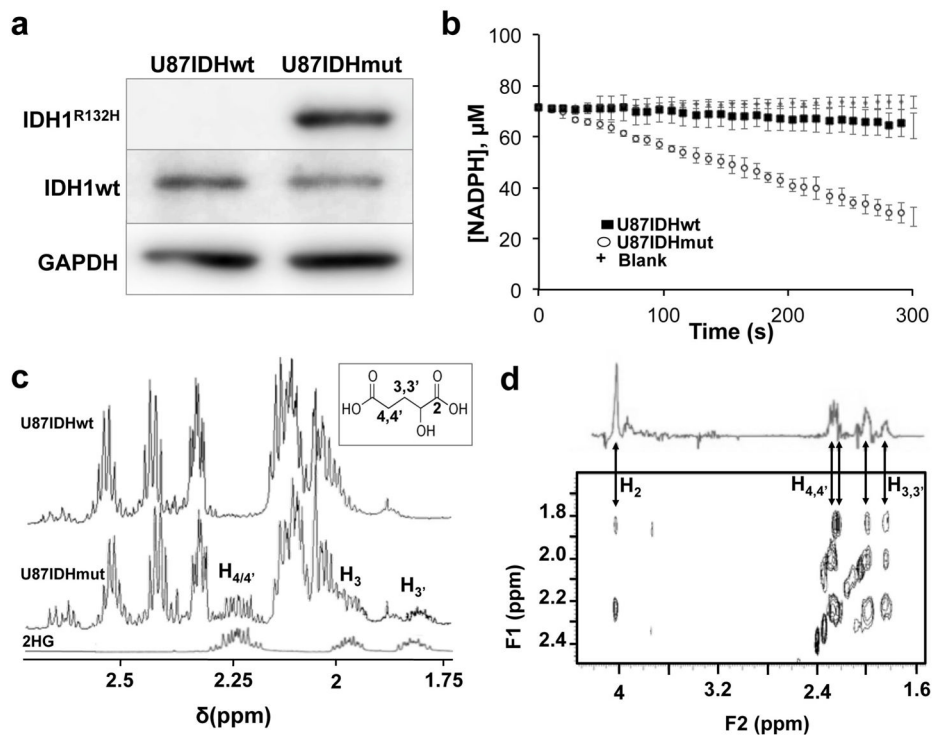 a
U87IDHwt U87IDHmut
IDH1R132H
IDH1wt
GAPDH
b
[NADPH], µM
100
80
60
40
20
0
U87IDHwt
U87IDHmut
Blank
0 100 200 300
Time (s)
c
U87IDHwt
O O
3,3’
HO 4,4’ 2 OH
OH
U87IDHmut
H4/4’ H3 H3’
2HG
2.5 2.25 2 1.75
δ(ppm)
d
H2 H4,4’ H3,3’
F1 (ppm)
1.8
2.0
2.2
2.4
4 3.2 2.4 1.6
F2 (ppm)